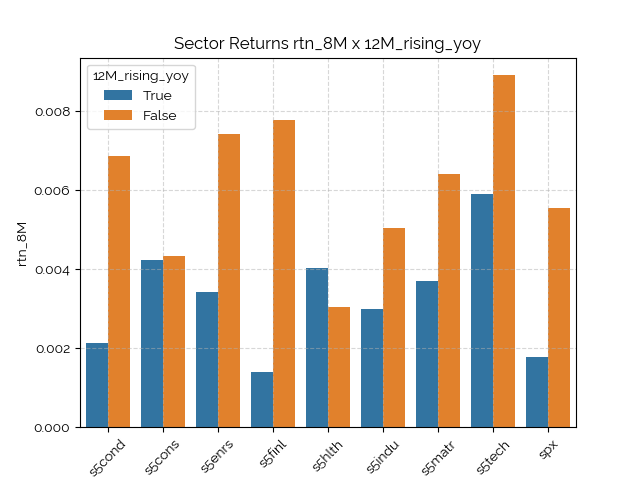 Sector Returns rtn_8M x 12M_rising_yoy
12M_rising_yoy
True
False
0.008
0.006
0.004
0.002
0.000
rtn_8M
s5cond
s5cons
s5enrs
s5finl
s5hlth
s5indu
s5matr
s5tech
spx